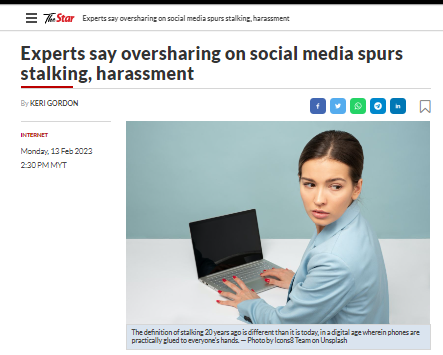 The Star Experts say oversharing on social media spurs stalking, harassment
Experts say oversharing on social media spurs
stalking, harassment
By KERI GORDON
INTERNET
Monday, 13 Feb 2023
2:30 PM MYT
The definition of stalking 20 years ago is different than it is today, in a digital age wherein phones are
practically glued to everyone's hands. — Photo by Icons8 Team on Unsplash